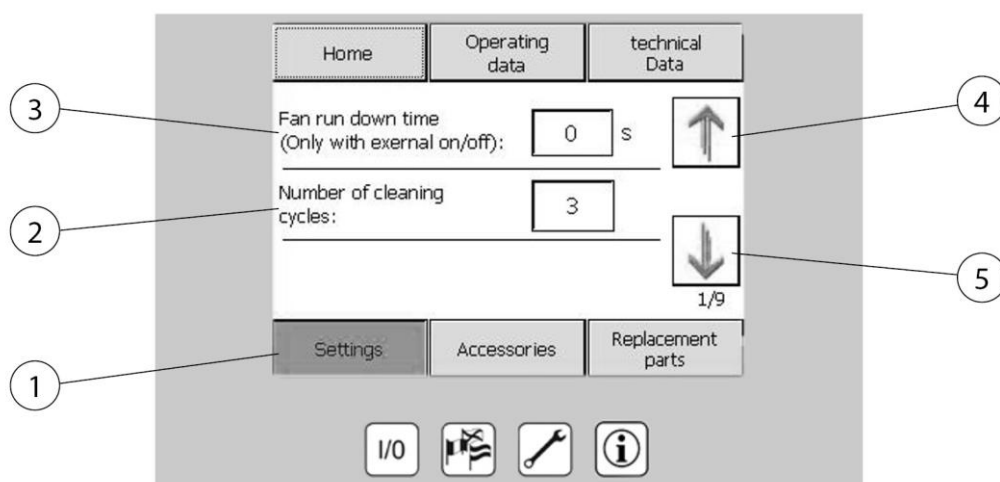 Home
Operating
data
technical
Data
3
Fan run down time
(Only with exernal on/off):
0
s
4
2
Number of cleaning
cycles:
3
5
1/9
1
Settings
Accessories
Replacement
parts
I/0